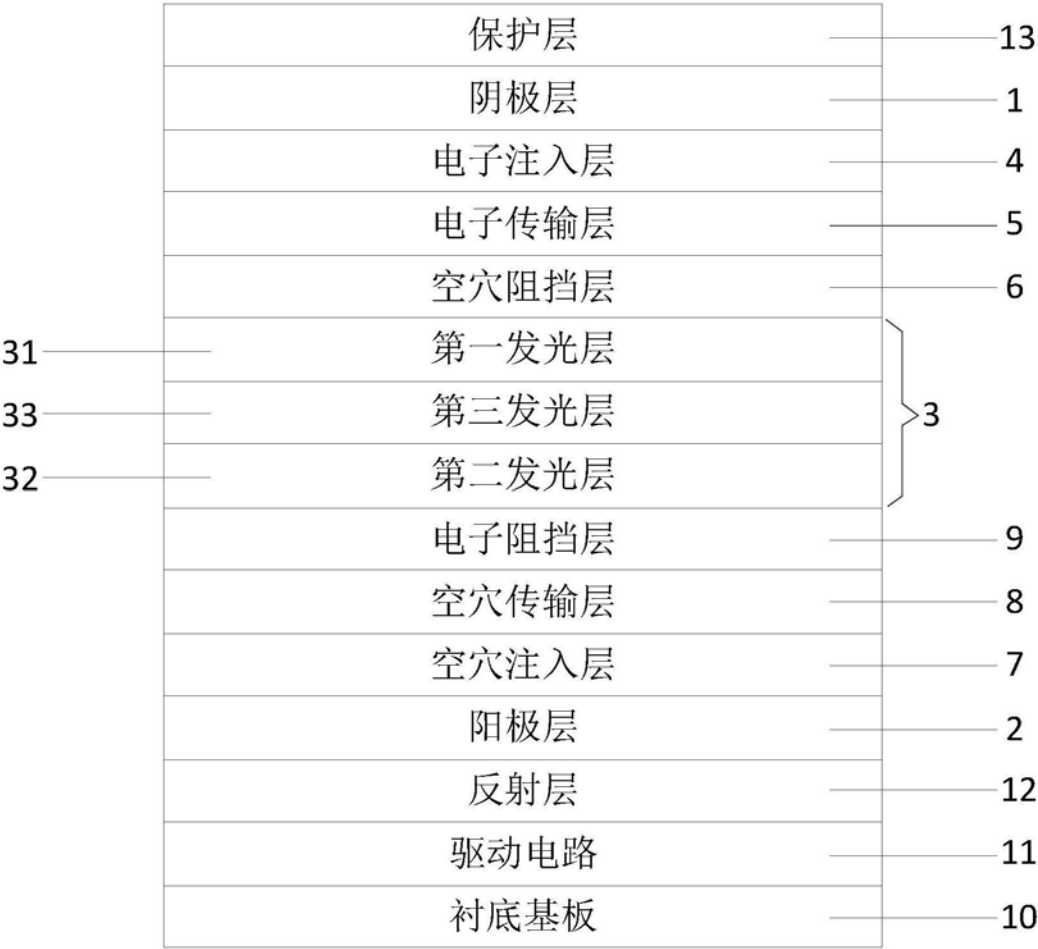 保护层 13
阴极层 1
电子注入层 4
电子传输层 5
空穴阻挡层 6
31 第一发光层
33 第三发光层 3
32 第二发光层
电子阻挡层 9
空穴传输层 8
空穴注入层 7
阳极层 2
反射层 12
驱动电路 11
衬底基板 10